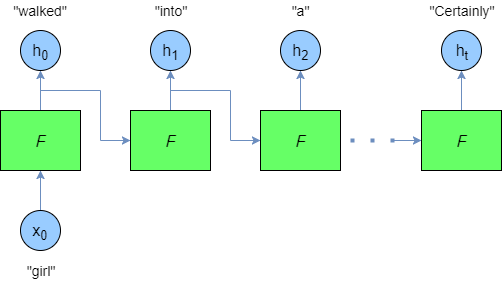 "walked" "into" "a" "Certainly"
h0 h1 h2 ht
F F F F
x0
"girl"